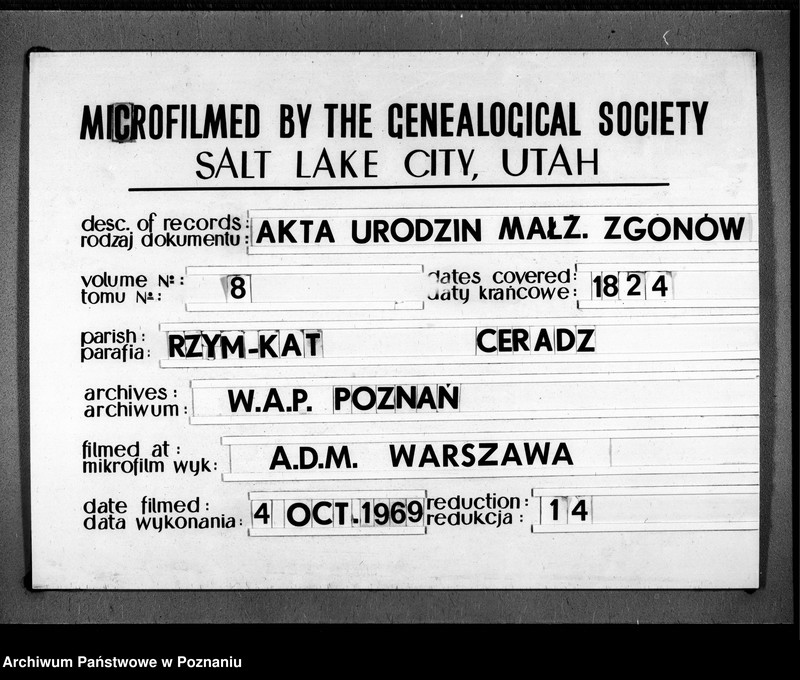 MICROFILMED BY THE GENEALOGICAL SOCIETY
SALT LAKE CITY, UTAH
desc. of records: AKTA URODZIN MAŁŻ. ZGONÓW
rodzaj dokumentu:
volume №: 8 dates covered: 1824
tomu №: daty krańcowe:
parish: RZYM-KAT CERADZ
parafia:
archives: W.A.P. POZNAŃ
archiwum:
filmed at: A.D.M. WARSZAWA
mikrofilm wyk:
date filmed: 4 OCT.1969 reduction: 14
data wykonania: redukcja:
Archiwum Państwowe w Poznaniu